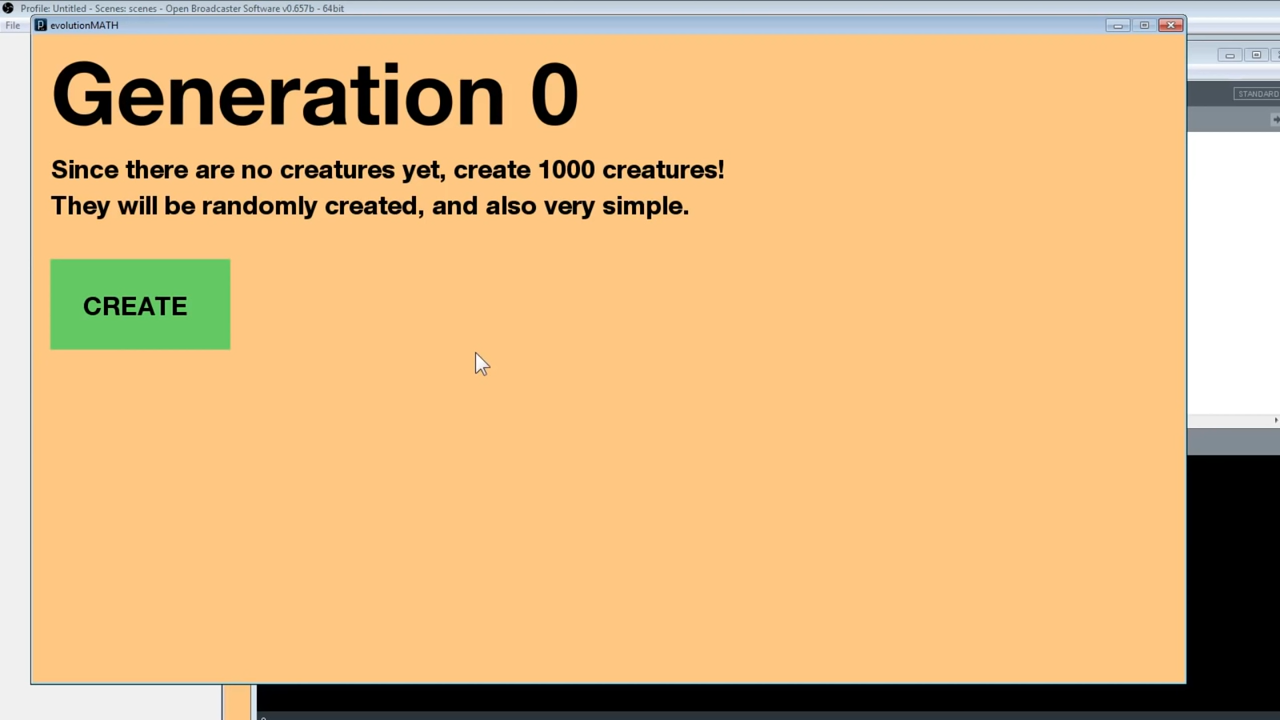 Profile: Untitled - Scenes: scenes - Open Broadcaster Software v0.657b - 64bit
File
evolutionMATH
STANDARD
Generation 0
Since there are no creatures yet, create 1000 creatures!
They will be randomly created, and also very simple.
CREATE